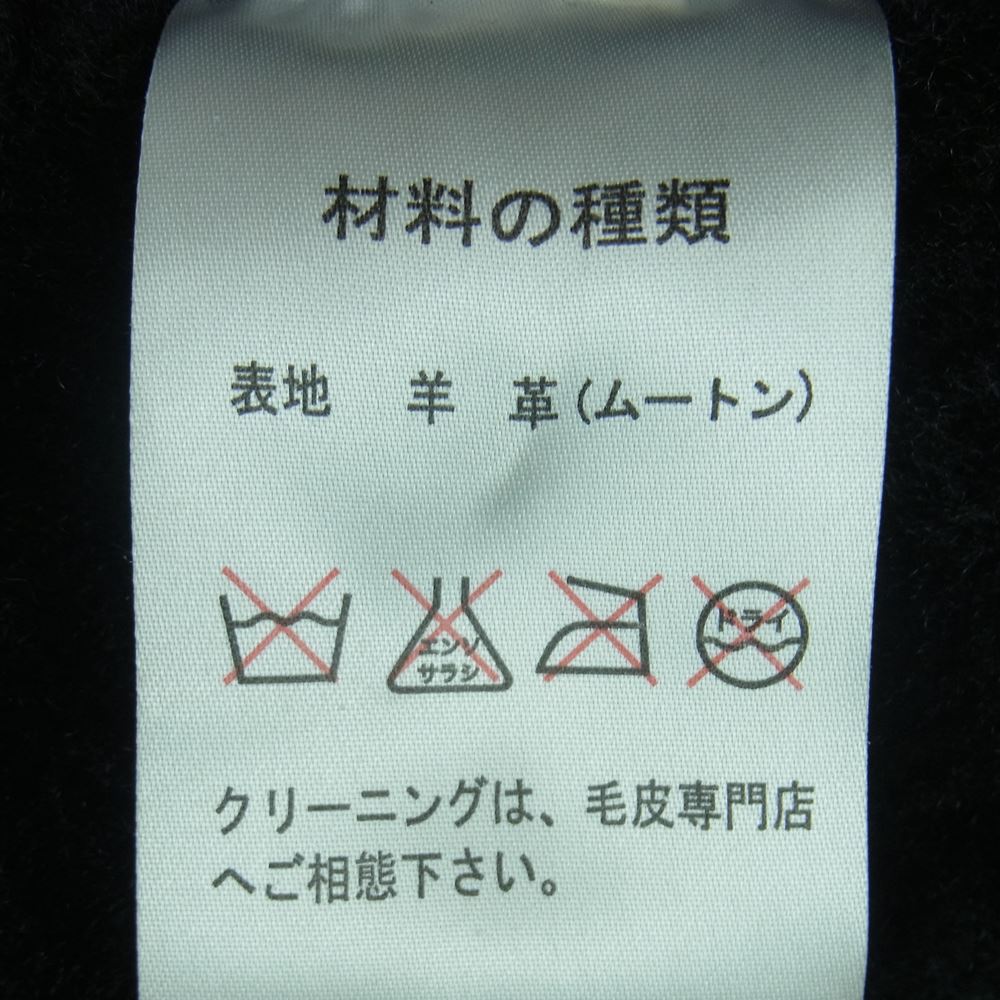 材料の種類
表地 羊 革(ムートン)
エンソ
サラシ
ドライ
クリーニングは、毛皮専門店
へご相態下さい。